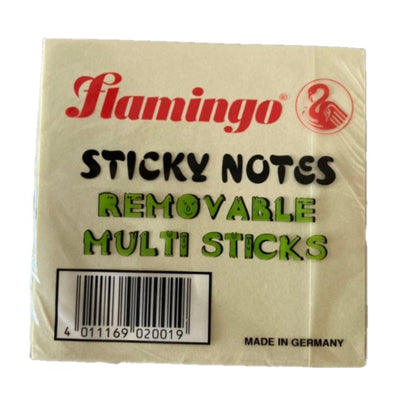 flamingo®
STICKY NOTES
REMOVABLE
MULTI STICKS
4 011169 020019
MADE IN GERMANY